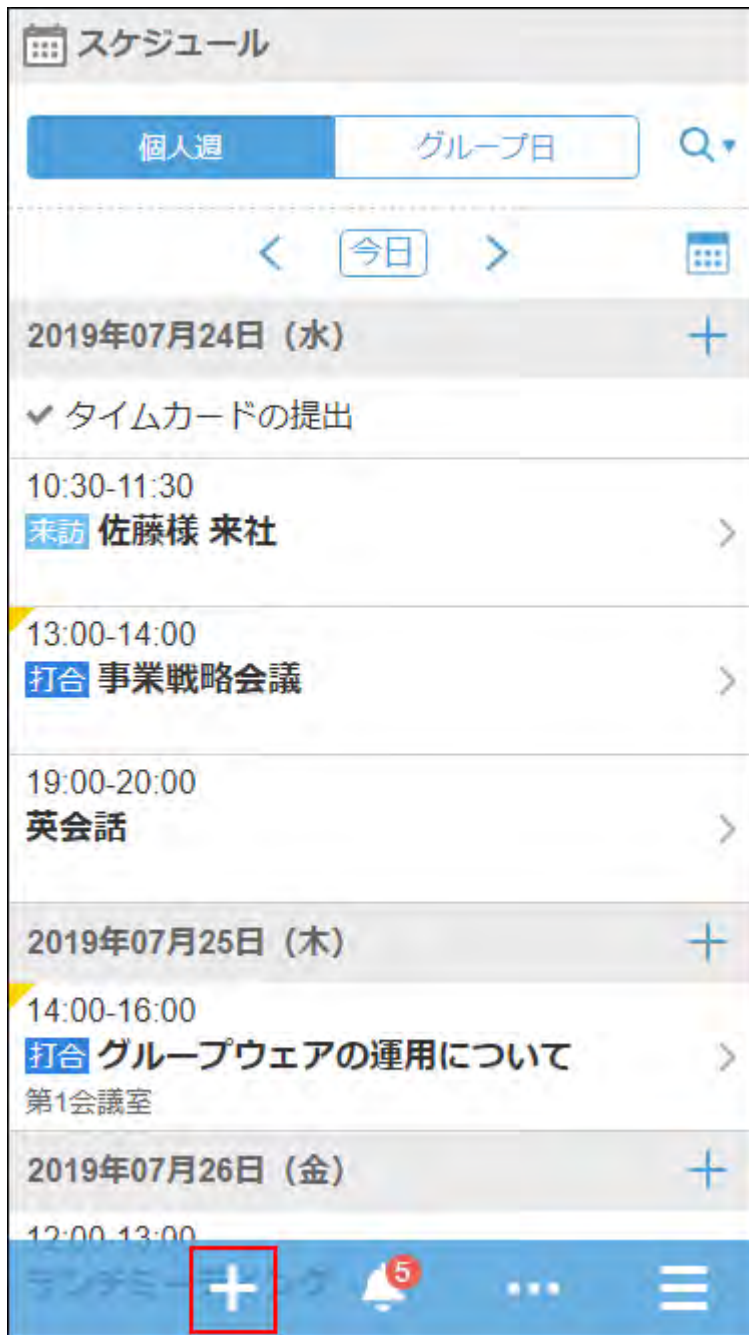 スケジュール
個人週 グループ日
今日
2019年07月24日（水）
タイムカードの提出
10:30-11:30
来訪 佐藤様 来社
13:00-14:00
打合 事業戦略会議
19:00-20:00
英会話
2019年07月25日（木）
14:00-16:00
打合 グループウェアの運用について
第1会議室
2019年07月26日（金）
12:00-13:00
5